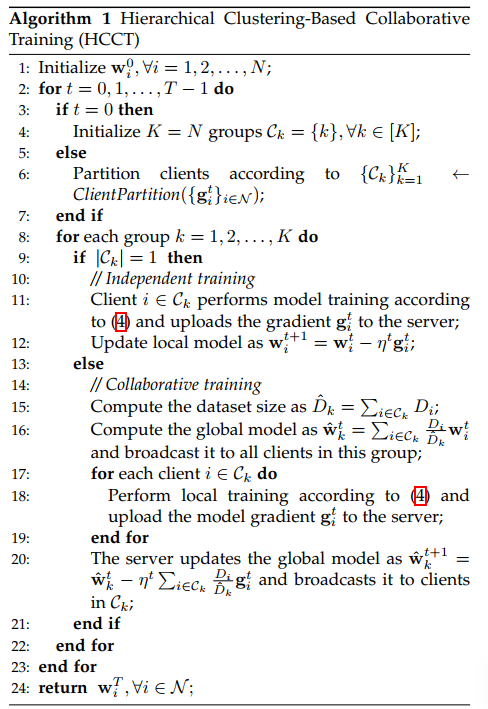 Algorithm 1 Hierarchical Clustering-Based Collaborative
Training (HCCT)
1: Initialize $\mathbf{w}_i^0, \forall i = 1, 2, \ldots, N$;
2: for $t = 0, 1, \ldots, T - 1$ do
3: if $t = 0$ then
4: Initialize $K = N$ groups $\mathcal{C}_k = \{k\}, \forall k \in [K]$;
5: else
6: Partition clients according to $\{\mathcal{C}_k\}_{k=1}^K \leftarrow$
ClientPartition($\{\mathbf{g}_i^t\}_{i \in \mathcal{N}}$);
7: end if
8: for each group $k = 1, 2, \ldots, K$ do
9: if $|\mathcal{C}_k| = 1$ then
10: // Independent training
11: Client $i \in \mathcal{C}_k$ performs model training according
to (4) and uploads the gradient $\mathbf{g}_i^t$ to the server;
12: Update local model as $\mathbf{w}_i^{t+1} = \mathbf{w}_i^t - \eta^t \mathbf{g}_i^t$;
13: else
14: // Collaborative training
15: Compute the dataset size as $\hat{D}_k = \sum_{i \in \mathcal{C}_k} D_i$;
16: Compute the global model as $\hat{\mathbf{w}}_k^t = \sum_{i \in \mathcal{C}_k} \frac{D_i}{\hat{D}_k} \mathbf{w}_i^t$
and broadcast it to all clients in this group;
17: for each client $i \in \mathcal{C}_k$ do
18: Perform local training according to (4) and
upload the model gradient $\mathbf{g}_i^t$ to the server;
19: end for
20: The server updates the global model as $\hat{\mathbf{w}}_k^{t+1} =$
$\hat{\mathbf{w}}_k^t - \eta^t \sum_{i \in \mathcal{C}_k} \frac{D_i}{\hat{D}_k} \mathbf{g}_i^t$ and broadcasts it to clients
in $\mathcal{C}_k$;
21: end if
22: end for
23: end for
24: return $\mathbf{w}_i^T, \forall i \in \mathcal{N}$;